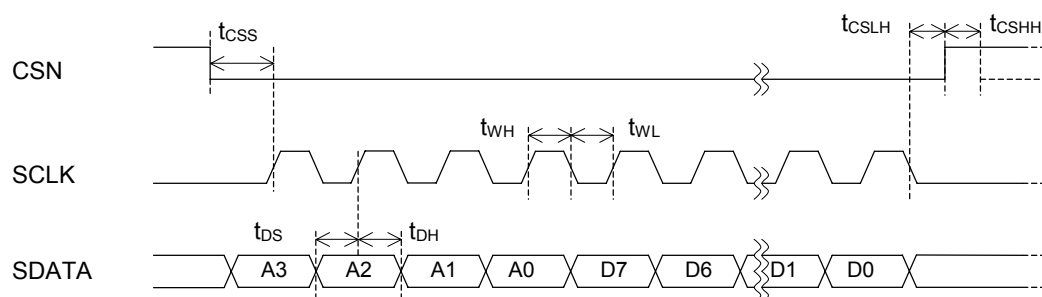 tCSS tCSLH tCSHH
CSN
tWH tWL
SCLK
tDS tDH
SDATA A3 A2 A1 A0 D7 D6 D1 D0